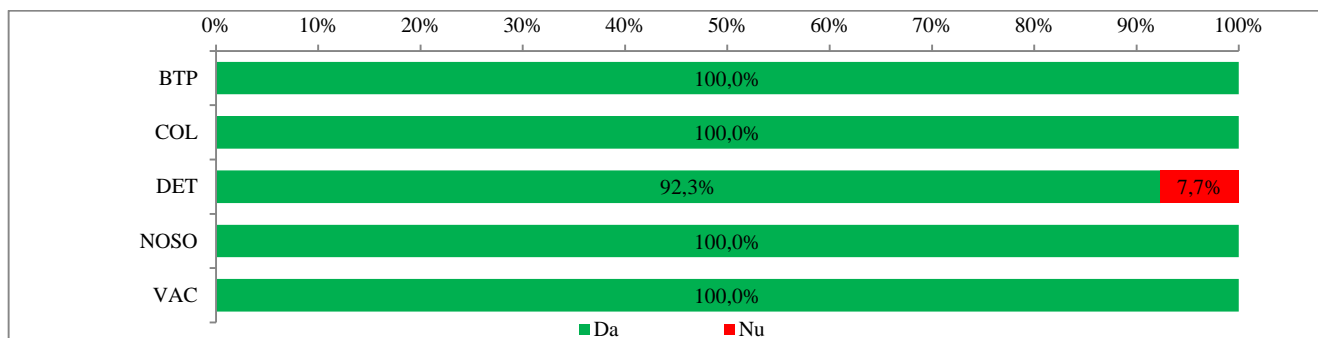 0% 10% 20% 30% 40% 50% 60% 70% 80% 90% 100%
BTP 100,0%
COL 100,0%
DET 92,3% 7,7%
NOSO 100,0%
VAC 100,0%
Da Nu